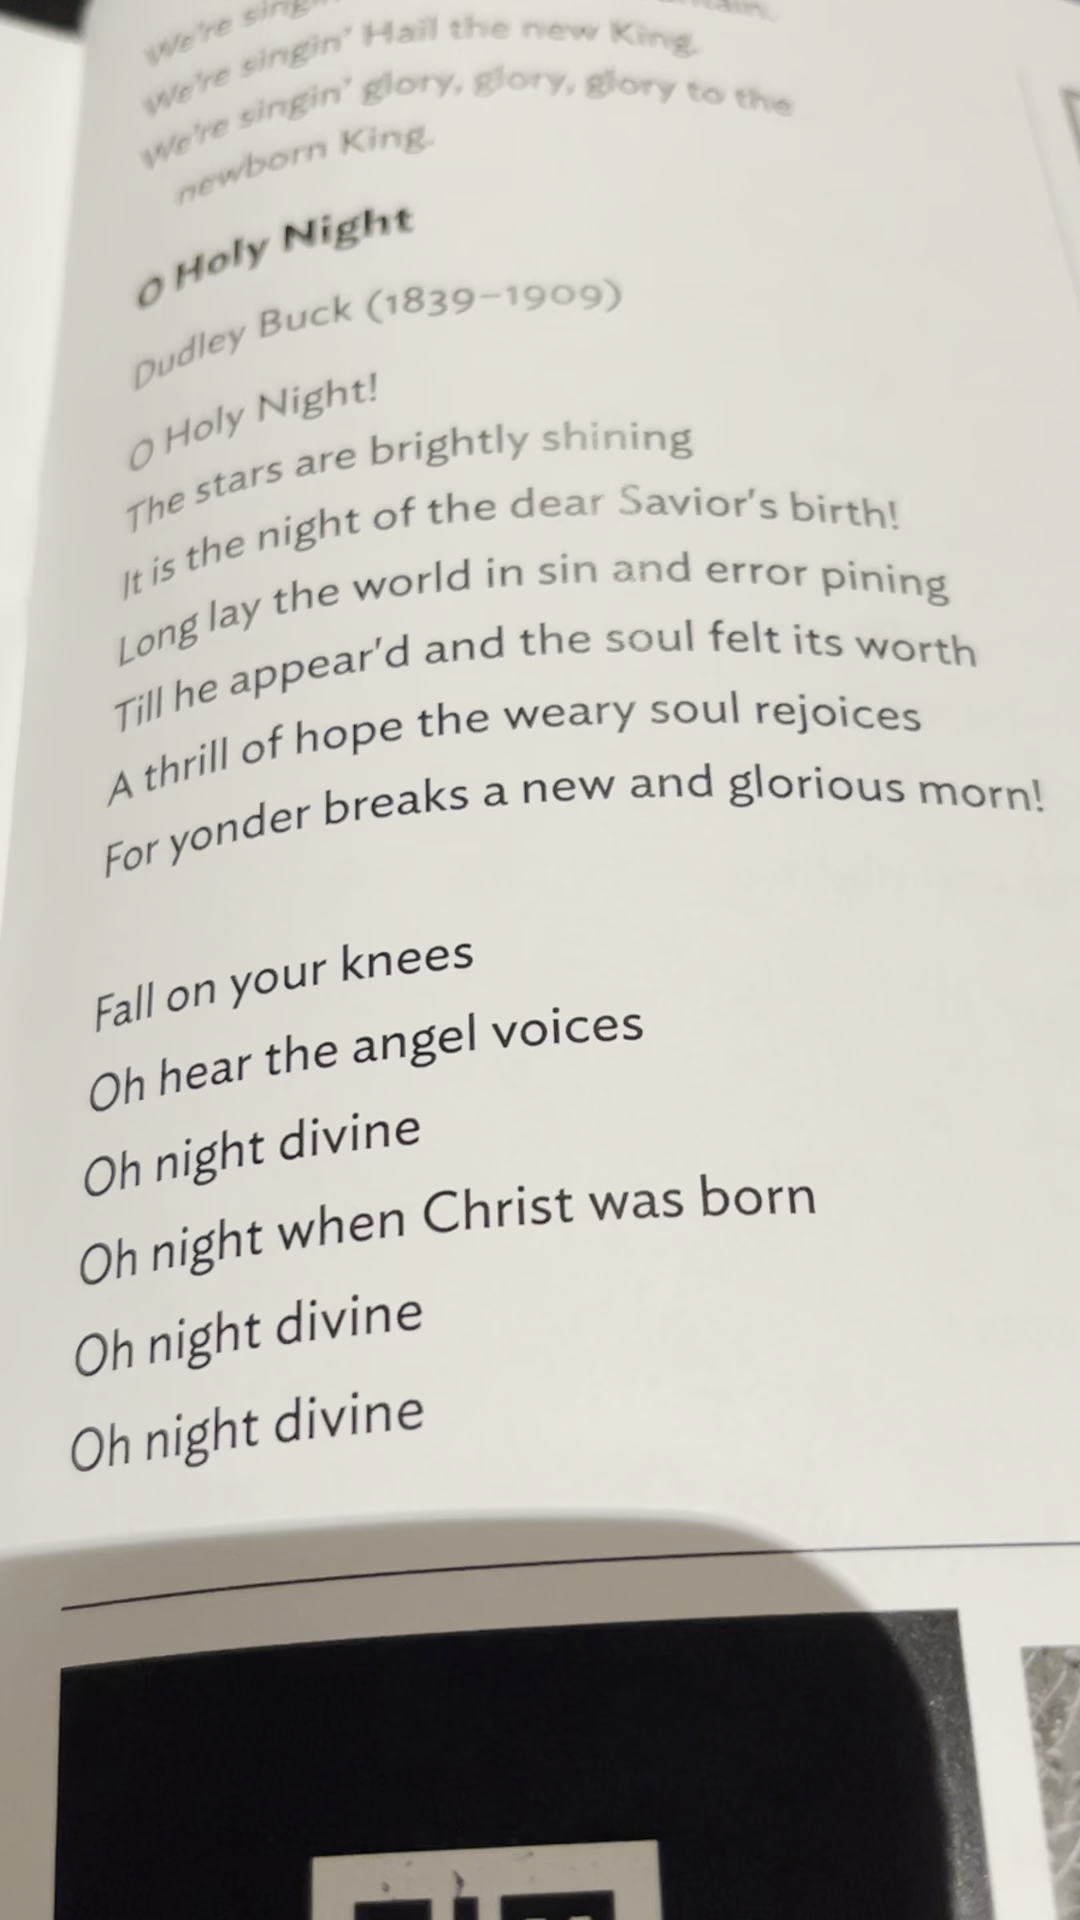 We're singin'
We're singin' Hail the new King.
We're singin' glory, glory, glory to the
newborn King.
O Holy Night
Dudley Buck (1839–1909)
O Holy Night!
The stars are brightly shining
It is the night of the dear Savior's birth!
Long lay the world in sin and error pining
Till he appear'd and the soul felt its worth
A thrill of hope the weary soul rejoices
For yonder breaks a new and glorious morn!
Fall on your knees
Oh hear the angel voices
Oh night divine
Oh night when Christ was born
Oh night divine
Oh night divine